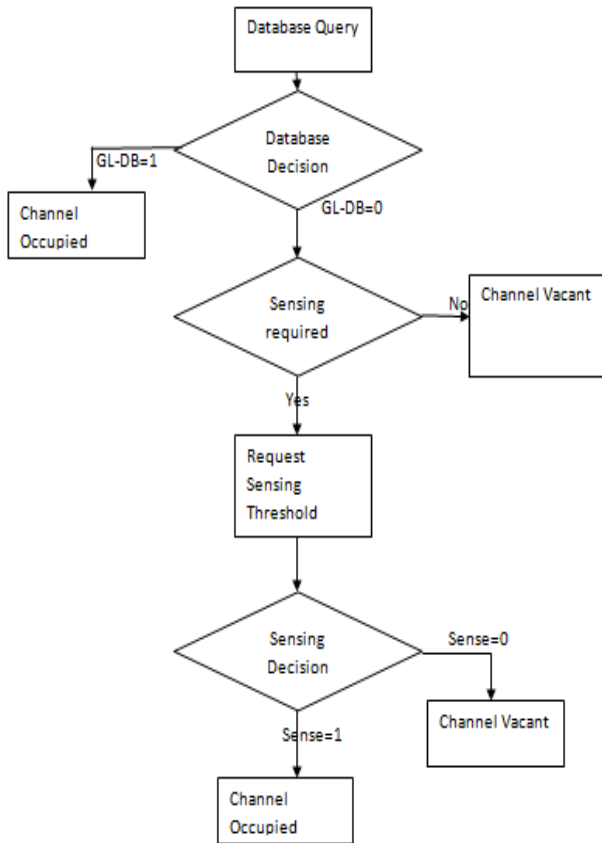 Database Query
Database
Decision
GL-DB=1
Channel
Occupied
GL-DB=0
Sensing
required
No
Channel Vacant
Yes
Request
Sensing
Threshold
Sensing
Decision
Sense=0
Channel Vacant
Sense=1
Channel
Occupied